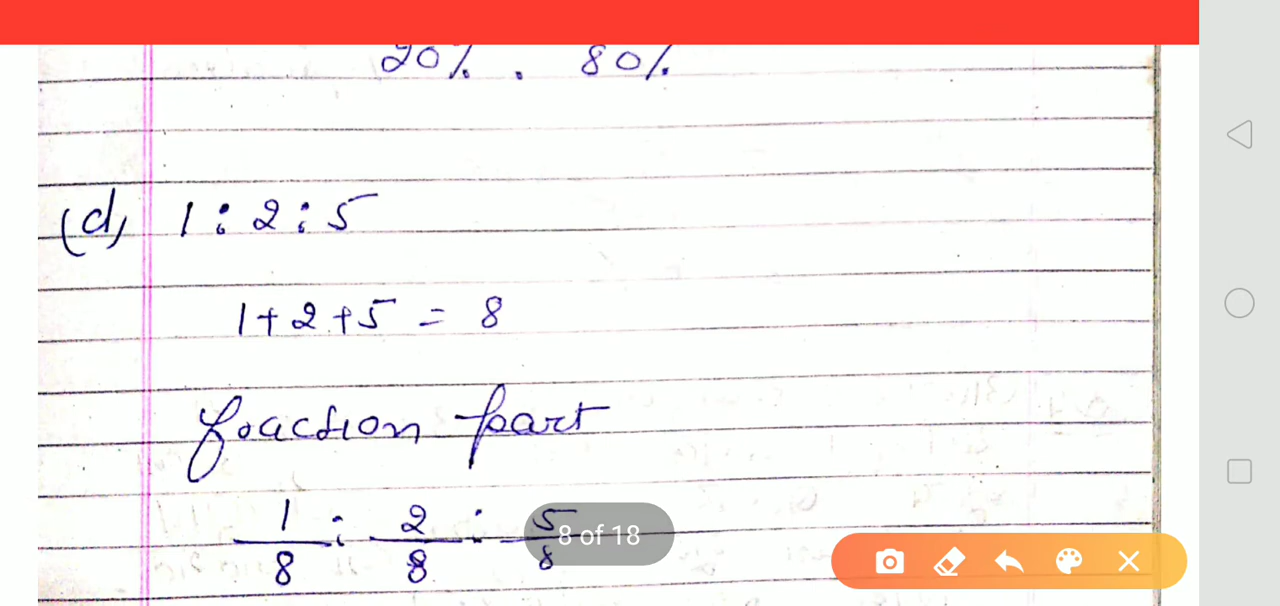 20% . 80%
(d) 1 : 2 : 5
1 + 2 + 5 = 8
fraction part
1/8 : 2/8 : 5/8
8 of 18